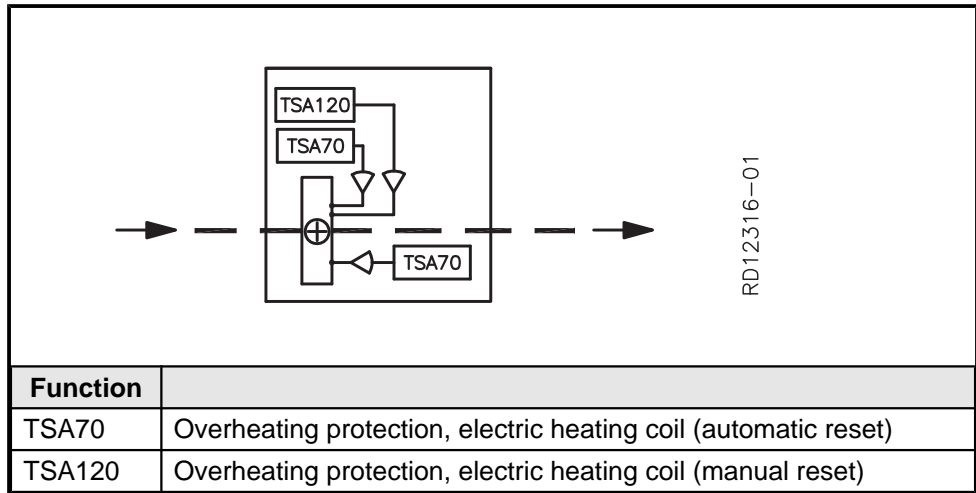 TSA120
TSA70
TSA70
RD12316-01
Function
TSA70 Overheating protection, electric heating coil (automatic reset)
TSA120 Overheating protection, electric heating coil (manual reset)